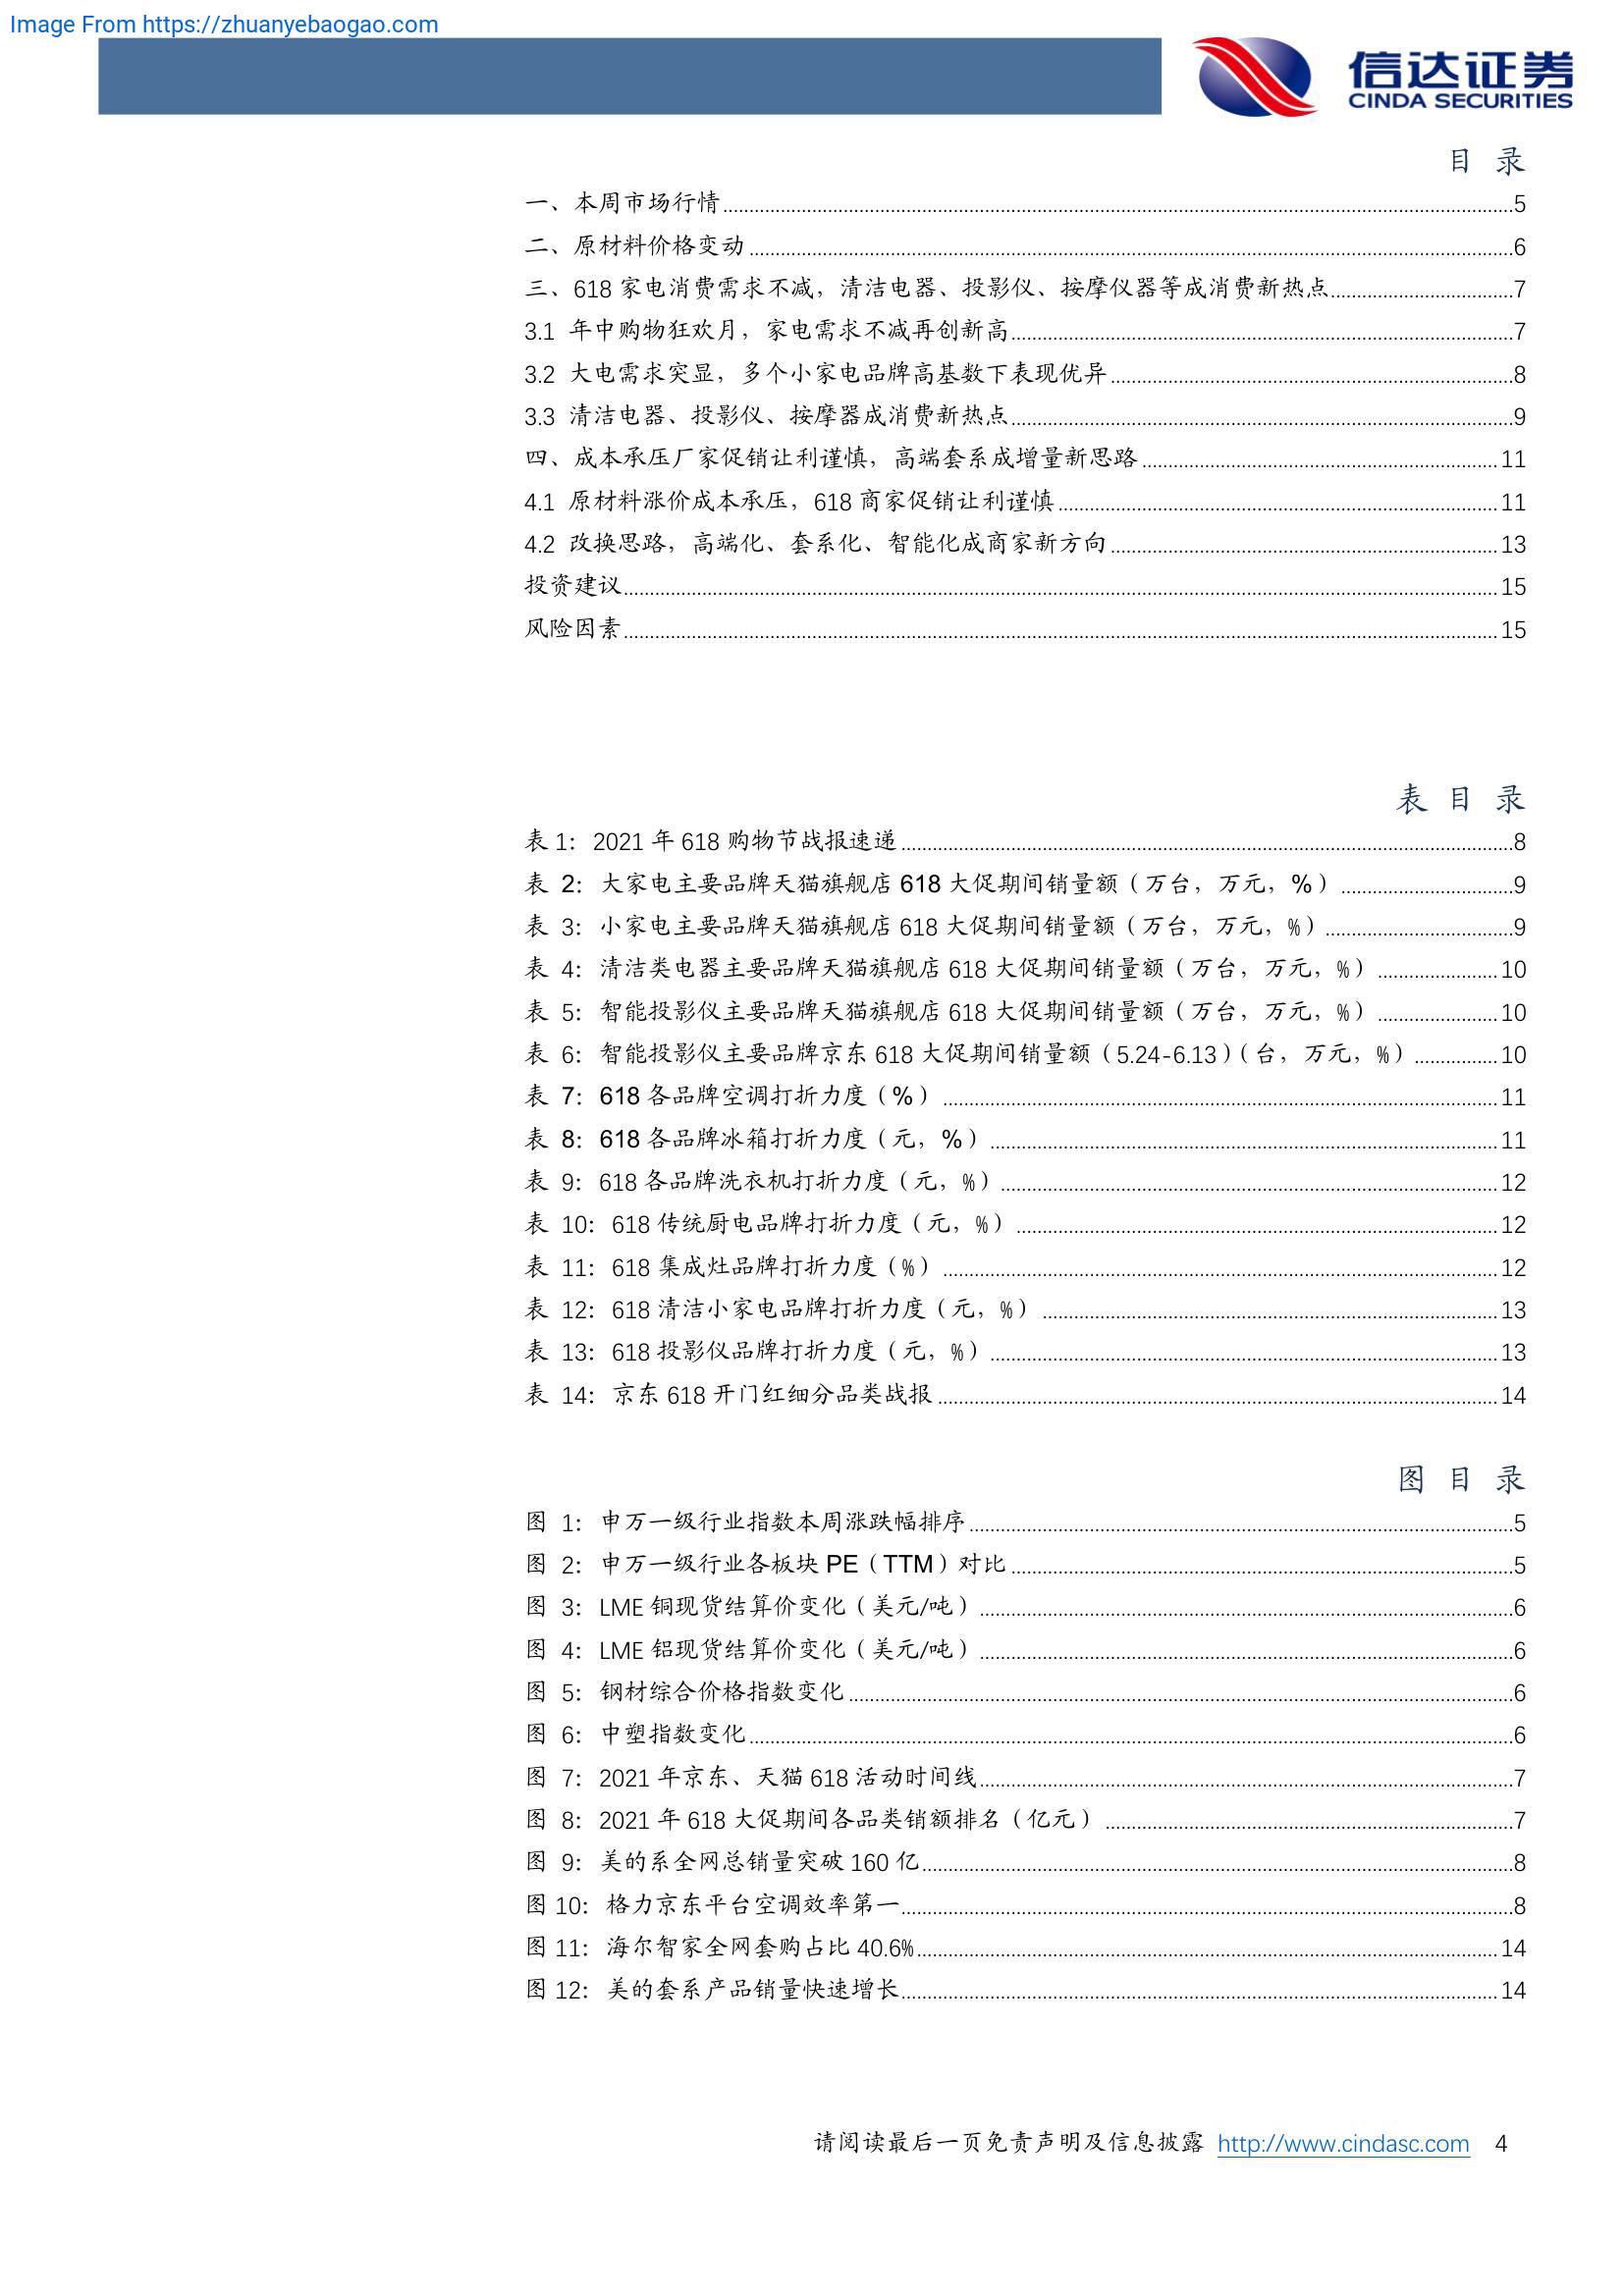 Image From https://zhuanyebaogao.com
信达证券
CINDA SECURITIES
目 录
一、本周市场行情 5
二、原材料价格变动 6
三、618 家电消费需求不减，清洁电器、投影仪、按摩仪器等成消费新热点 7
3.1 年中购物狂欢月，家电需求不减再创新高 7
3.2 大电需求突显，多个小家电品牌高基数下表现优异 8
3.3 清洁电器、投影仪、按摩器成消费新热点 9
四、成本承压厂家促销让利谨慎，高端套系成增量新思路 11
4.1 原材料涨价成本承压，618 商家促销让利谨慎 11
4.2 改换思路，高端化、套系化、智能化成商家新方向 13
投资建议 15
风险因素 15
表 目 录
表 1：2021 年 618 购物节战报速递 8
表 2：大家电主要品牌天猫旗舰店 618 大促期间销量额（万台，万元，%） 9
表 3：小家电主要品牌天猫旗舰店 618 大促期间销量额（万台，万元，%） 9
表 4：清洁类电器主要品牌天猫旗舰店 618 大促期间销量额（万台，万元，%） 10
表 5：智能投影仪主要品牌天猫旗舰店 618 大促期间销量额（万台，万元，%） 10
表 6：智能投影仪主要品牌京东 618 大促期间销量额（5.24-6.13）（台，万元，%） 10
表 7：618 各品牌空调打折力度（%） 11
表 8：618 各品牌冰箱打折力度（元，%） 11
表 9：618 各品牌洗衣机打折力度（元，%） 12
表 10：618 传统厨电品牌打折力度（元，%） 12
表 11：618 集成灶品牌打折力度（%） 12
表 12：618 清洁小家电品牌打折力度（元，%） 13
表 13：618 投影仪品牌打折力度（元，%） 13
表 14：京东 618 开门红细分品类战报 14
图 目 录
图 1：申万一级行业指数本周涨跌幅排序 5
图 2：申万一级行业各板块 PE（TTM）对比 5
图 3：LME 铜现货结算价变化（美元/吨） 6
图 4：LME 铝现货结算价变化（美元/吨） 6
图 5：钢材综合价格指数变化 6
图 6：中塑指数变化 6
图 7：2021 年京东、天猫 618 活动时间线 7
图 8：2021 年 618 大促期间各品类销额排名（亿元） 7
图 9：美的系全网总销量突破 160 亿 8
图 10：格力京东平台空调效率第一 8
图 11：海尔智家全网套购占比 40.6% 14
图 12：美的套系产品销量快速增长 14
请阅读最后一页免责声明及信息披露 http://www.cindasc.com 4